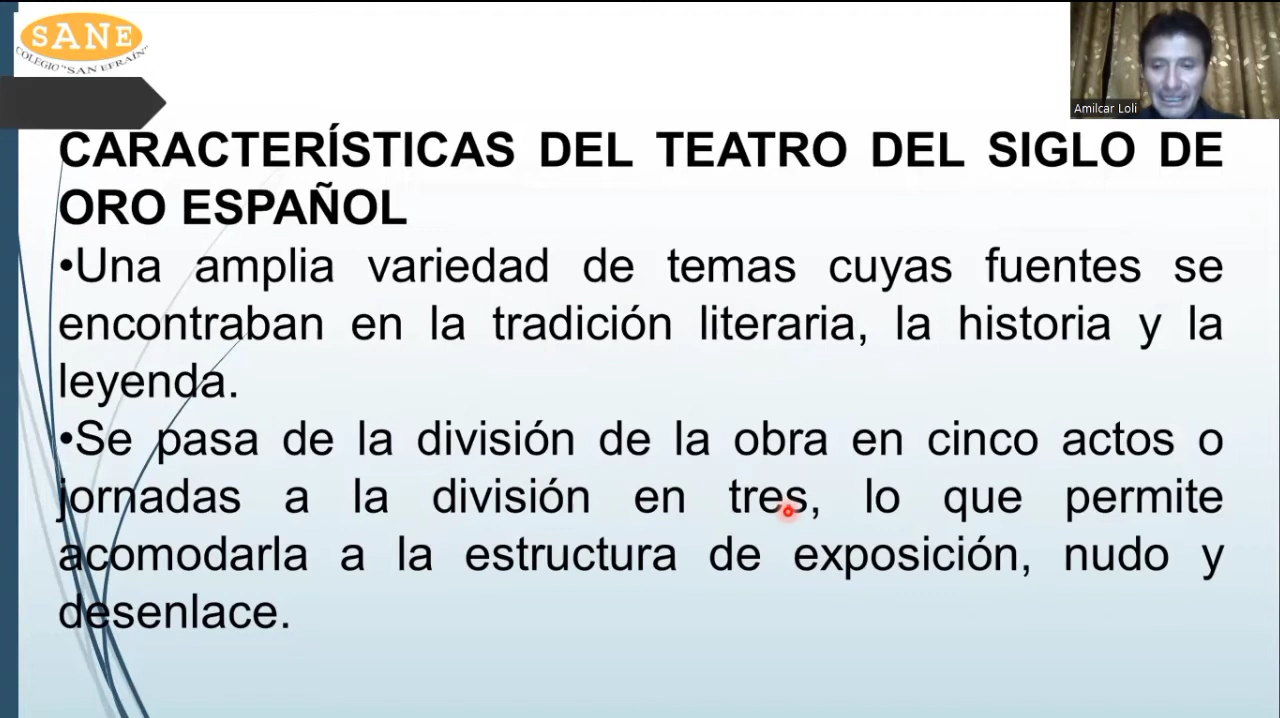 SANE
COLEGIO "SAN EFRAÍN"
Amilcar Loli
CARACTERÍSTICAS DEL TEATRO DEL SIGLO DE
ORO ESPAÑOL
•Una amplia variedad de temas cuyas fuentes se
encontraban en la tradición literaria, la historia y la
leyenda.
•Se pasa de la división de la obra en cinco actos o
jornadas a la división en tres, lo que permite
acomodarla a la estructura de exposición, nudo y
desenlace.